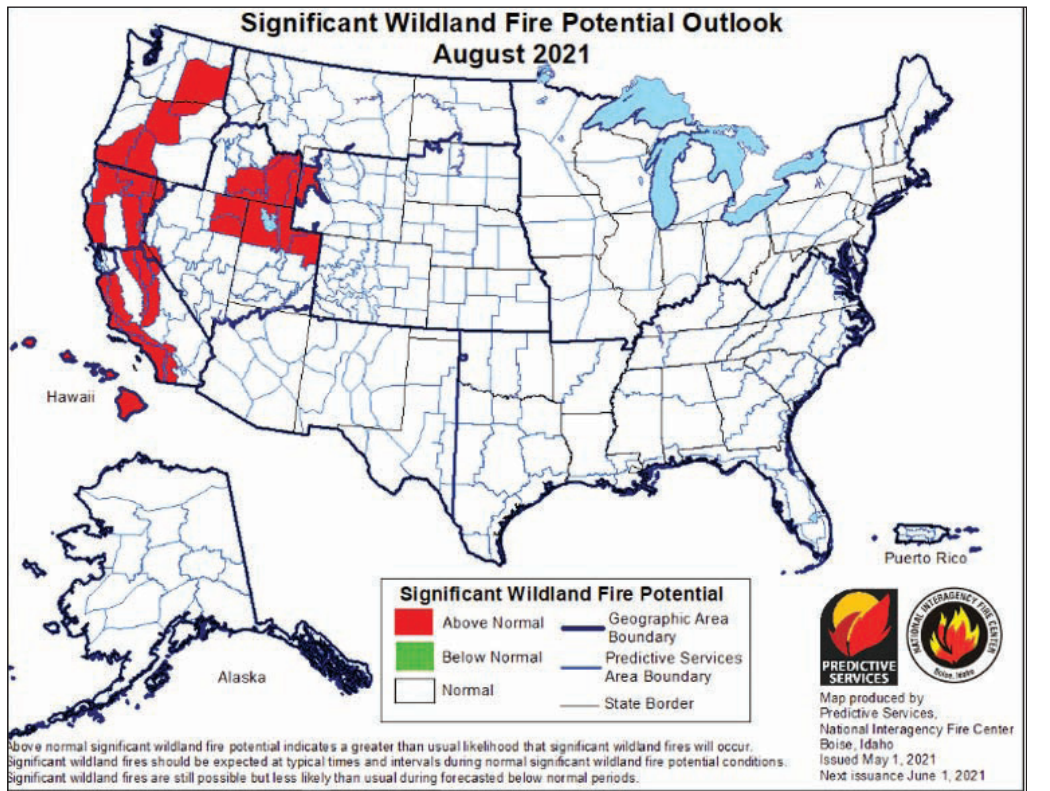 Significant Wildland Fire Potential Outlook
August 2021
Hawaii
Alaska
Puerto Rico
Significant Wildland Fire Potential
Above Normal
Below Normal
Normal
Geographic Area
Boundary
Predictive Services
Area Boundary
State Border
PREDICTIVE
SERVICES
NATIONAL INTERAGENCY FIRE CENTER
Boise, Idaho
Map produced by
Predictive Services,
National Interagency Fire Center
Boise, Idaho
Issued May 1, 2021
Next issuance June 1, 2021
Above normal significant wildland fire potential indicates a greater than usual likelihood that significant wildland fires will occur.
Significant wildland fires should be expected at typical times and intervals during normal significant wildland fire potential conditions.
Significant wildland fires are still possible but less likely than usual during forecasted below normal periods.